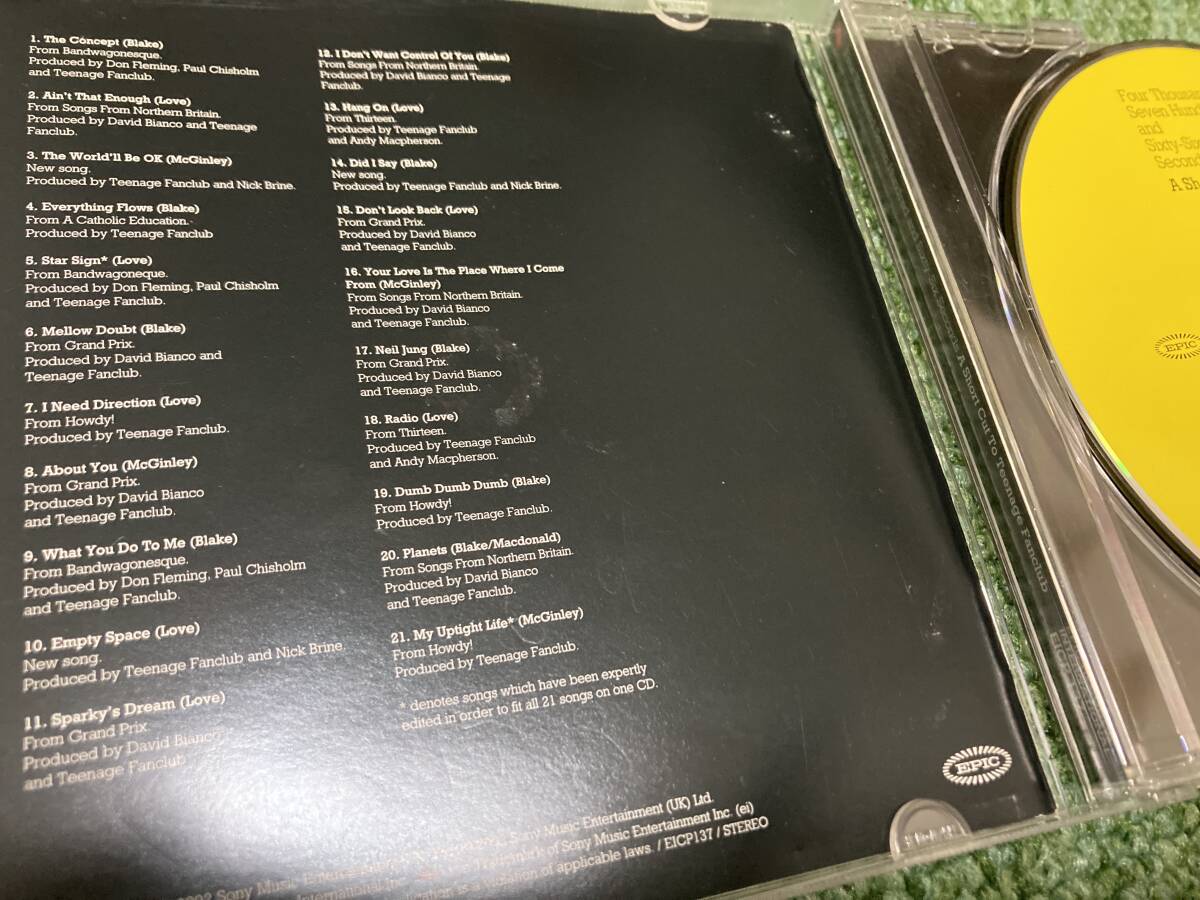 1. The Concept (Blake)
From Bandwagonesque.
Produced by Don Fleming, Paul Chisholm
and Teenage Fanclub.
2. Ain't That Enough (Love)
From Songs From Northern Britain.
Produced by David Bianco and Teenage
Fanclub.
3. The World'll Be OK (McGinley)
New song.
Produced by Teenage Fanclub and Nick Brine.
4. Everything Flows (Blake)
From A Catholic Education.
Produced by Teenage Fanclub
5. Star Sign* (Love)
From Bandwagoneque.
Produced by Don Fleming, Paul Chisholm
and Teenage Fanclub.
6. Mellow Doubt (Blake)
From Grand Prix.
Produced by David Bianco and
Teenage Fanclub.
7. I Need Direction (Love)
From Howdy!
Produced by Teenage Fanclub.
8. About You (McGinley)
From Grand Prix.
Produced by David Bianco
and Teenage Fanclub.
9. What You Do To Me (Blake)
From Bandwagonesque.
Produced by Don Fleming, Paul Chisholm
and Teenage Fanclub.
10. Empty Space (Love)
New song.
Produced by Teenage Fanclub and Nick Brine.
11. Sparky's Dream (Love)
From Grand Prix.
Produced by David Bianco
and Teenage Fanclub
12. I Don't Want Control Of You (Blake)
From Songs From Northern Britain.
Produced by David Bianco and Teenage
Fanclub.
13. Hang On (Love)
From Thirteen.
Produced by Teenage Fanclub
and Andy Macpherson.
14. Did I Say (Blake)
New song.
Produced by Teenage Fanclub and Nick Brine.
15. Don't Look Back (Love)
From Grand Prix.
Produced by David Bianco
and Teenage Fanclub.
16. Your Love Is The Place Where I Come
From (McGinley)
From Songs From Northern Britain.
Produced by David Bianco
and Teenage Fanclub.
17. Neil Jung (Blake)
From Grand Prix.
Produced by David Bianco
and Teenage Fanclub.
18. Radio (Love)
From Thirteen.
Produced by Teenage Fanclub
and Andy Macpherson.
19. Dumb Dumb Dumb (Blake)
From Howdy!
Produced by Teenage Fanclub.
20. Planets (Blake/Macdonald)
From Songs From Northern Britain.
Produced by David Bianco
and Teenage Fanclub.
21. My Uptight Life* (McGinley)
From Howdy!
Produced by Teenage Fanclub.
* denotes songs which have been expertly
edited in order to fit all 21 songs on one CD.
EPIC
Sony Music Entertainment (UK) Ltd.
of Sony Music Entertainment Inc. (ei)
is a violation of applicable laws. / EICP137 / STEREO
A Short Cut To Teenage Fanclub
Seven
and
EPIC